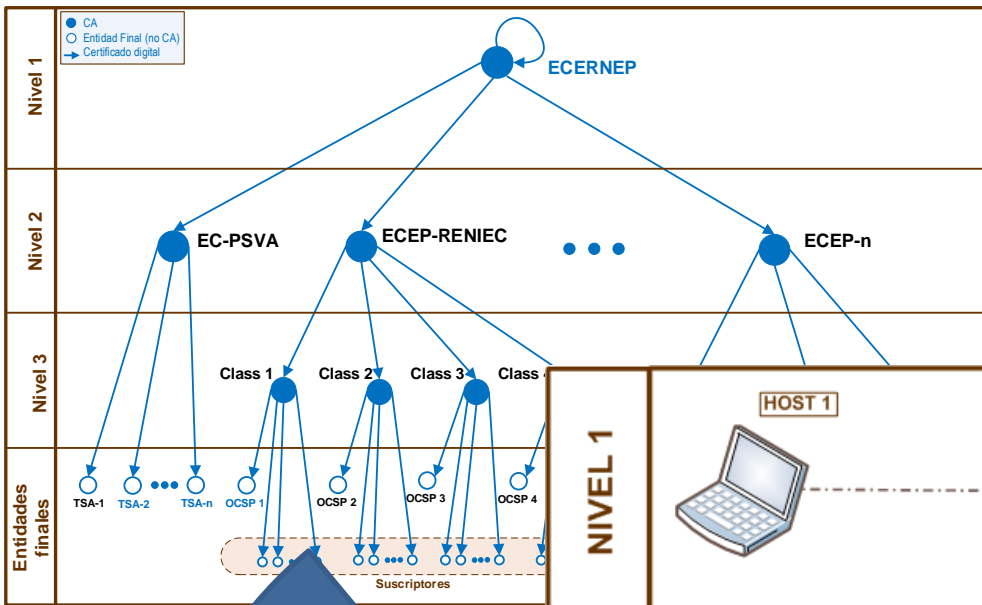 CA
Entidad Final (no CA)
Certificado digital
Nivel 1
ECERNEP
Nivel 2
EC-PSVA
ECEP-RENIEC
ECEP-n
Nivel 3
Class 1
Class 2
Class 3
Class
NIVEL 1
HOST 1
Entidades
finales
TSA-1
TSA-2
TSA-n
OCSP 1
OCSP 2
OCSP 3
OCSP 4
Suscriptores